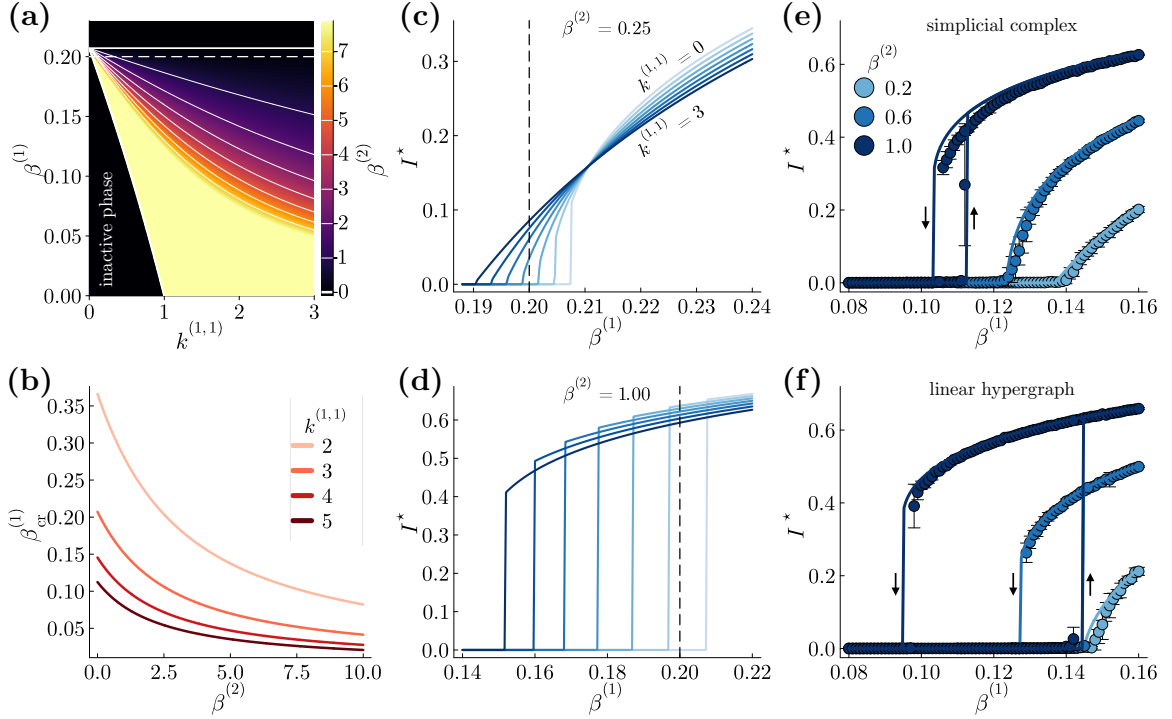 (a)
β^(1)
0.20
0.15
0.10
0.05
0.00
inactive phase
0
1
2
3
k^(1,1)
7
6
5
4
3
2
1
0
β^(2)
(b)
β_cr^(1)
0.35
0.30
0.25
0.20
0.15
0.10
0.05
k^(1,1)
2
3
4
5
0.0
2.5
5.0
7.5
10.0
β^(2)
(c)
I^⋆
β^(2) = 0.25
k^(1,1) = 0
k^(1,1) = 3
0.3
0.2
0.1
0.0
0.19
0.20
0.21
0.22
0.23
0.24
β^(1)
(d)
I^⋆
β^(2) = 1.00
0.6
0.5
0.4
0.3
0.2
0.1
0.0
0.14
0.16
0.18
0.20
0.22
β^(1)
(e)
simplicial complex
I^⋆
β^(2)
0.2
0.6
1.0
0.6
0.4
0.2
0.0
0.08
0.10
0.12
0.14
0.16
β^(1)
(f)
linear hypergraph
I^⋆
0.6
0.4
0.2
0.0
0.08
0.10
0.12
0.14
0.16
β^(1)